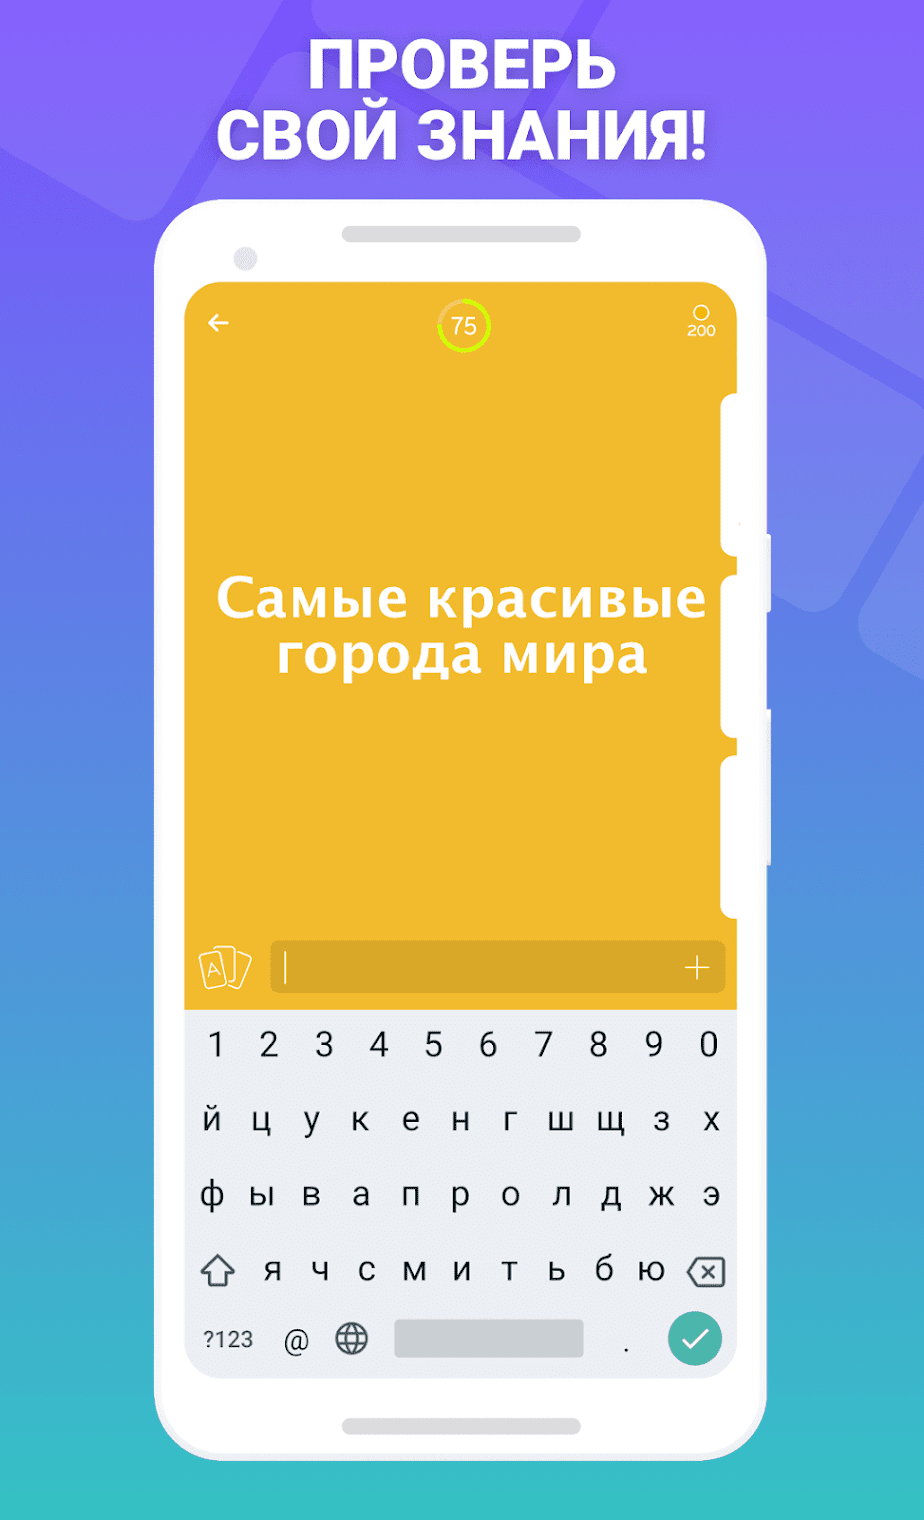 ПРОВЕРЬ
СВОЙ ЗНАНИЯ!
75
200
Самые красивые
города мира
A
1 2 3 4 5 6 7 8 9 0
й ц у к е н г ш щ з х
ф ы в а п р о л д ж э
я ч с м и т ь б ю
?123 @ .